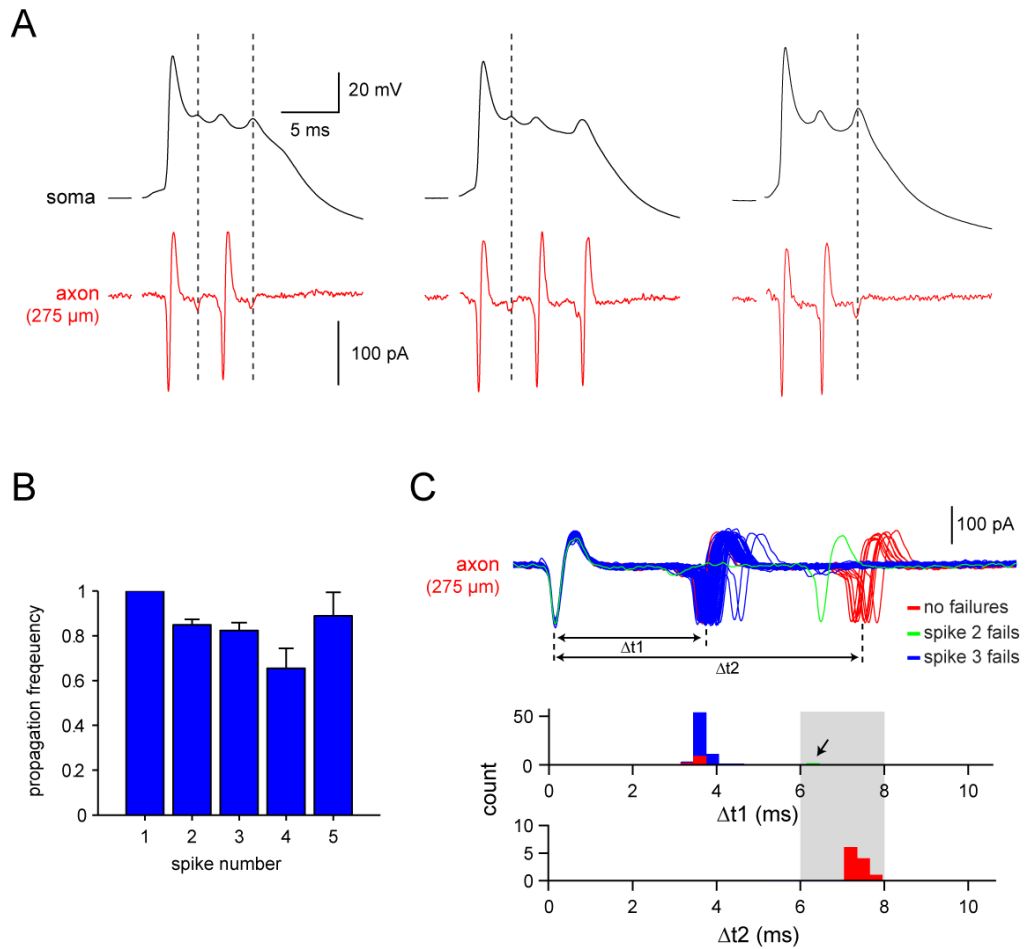 A
20 mV
5 ms
soma
axon
(275 µm)
100 pA
B
propagation freqeuency
1
0.8
0.6
0.4
0.2
0
1 2 3 4 5
spike number
C
100 pA
axon
(275 µm)
Δt1
Δt2
no failures
spike 2 fails
spike 3 fails
count
50
0
0 2 4 6 8 10
Δt1 (ms)
10
5
0
0 2 4 6 8 10
Δt2 (ms)